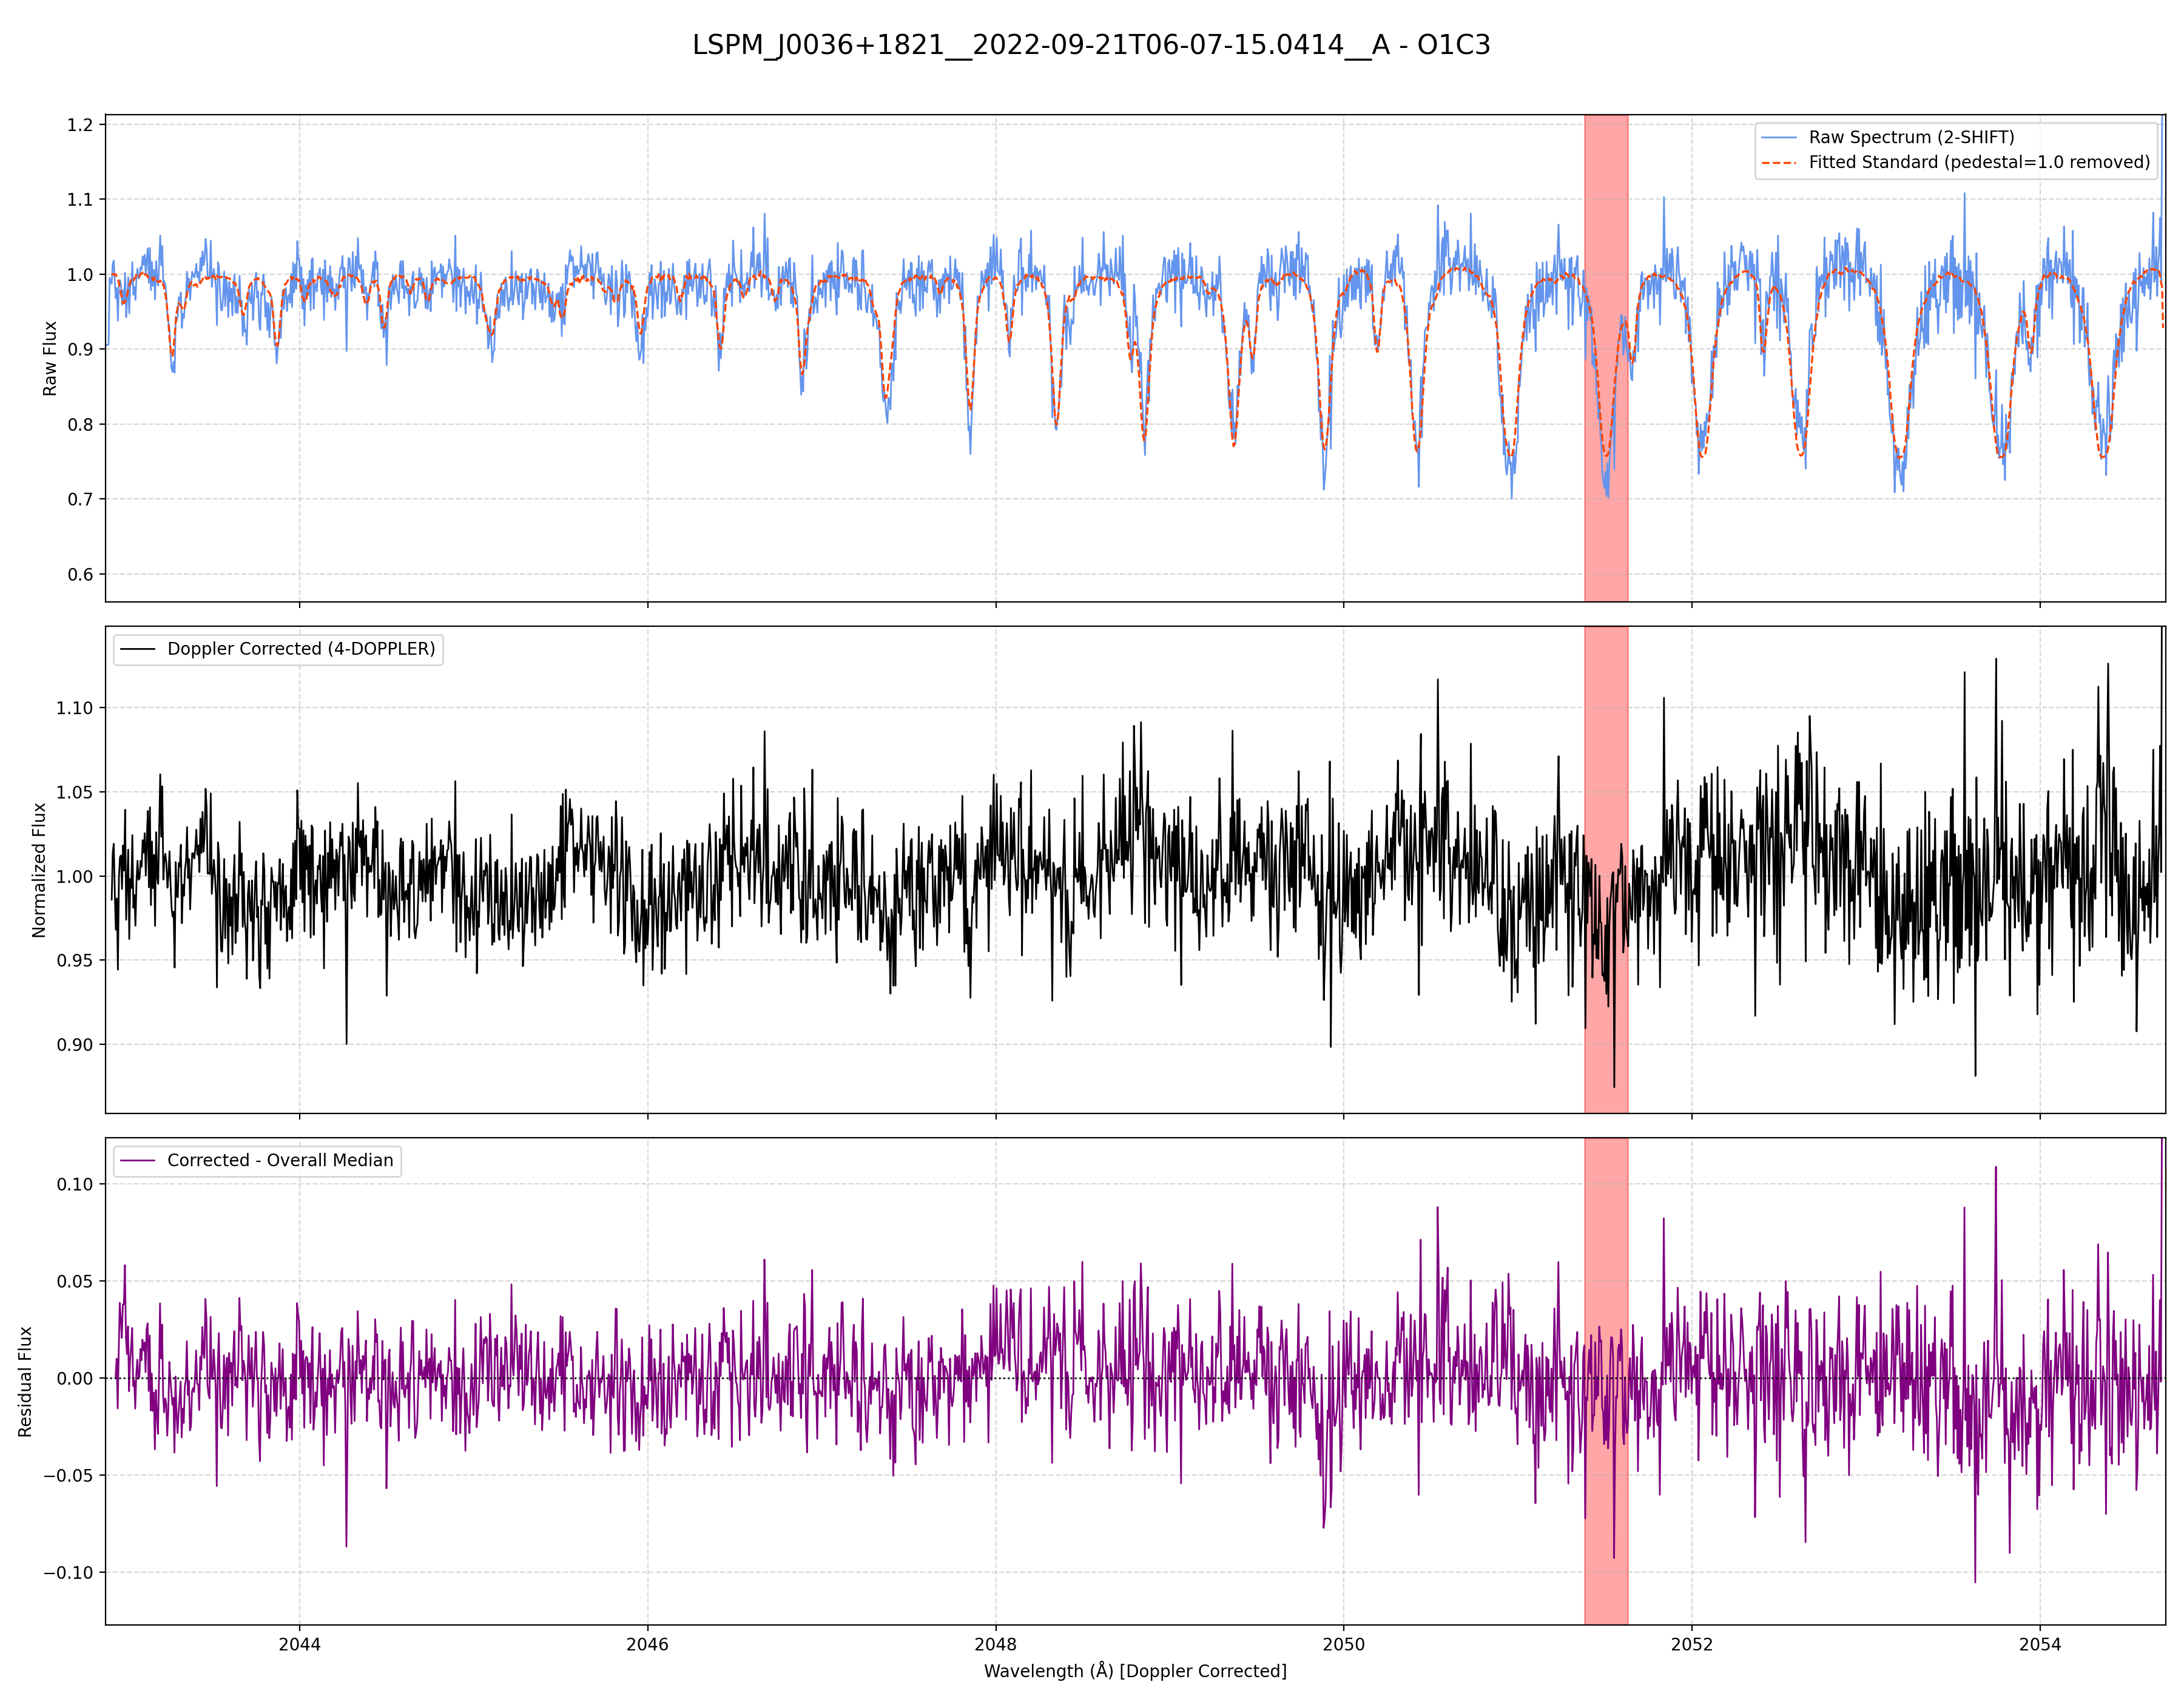 LSPM_J0036+1821__2022-09-21T06-07-15.0414__A - O1C3
1.2
1.1
1.0
0.9
0.8
0.7
0.6
Raw Flux
Raw Spectrum (2-SHIFT)
Fitted Standard (pedestal=1.0 removed)
1.10
1.05
1.00
0.95
0.90
Normalized Flux
Doppler Corrected (4-DOPPLER)
0.10
0.05
0.00
−0.05
−0.10
Residual Flux
Corrected - Overall Median
2044 2046 2048 2050 2052 2054
Wavelength (Å) [Doppler Corrected]